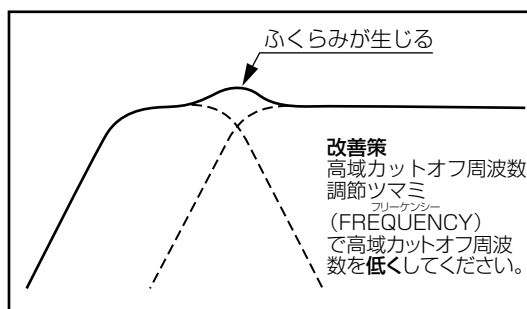 ふくらみが生じる
改善策
高域カットオフ周波数
調節ツマミ
フリーケンシー
（FREQUENCY）
で高域カットオフ周波
数を低くしてください。